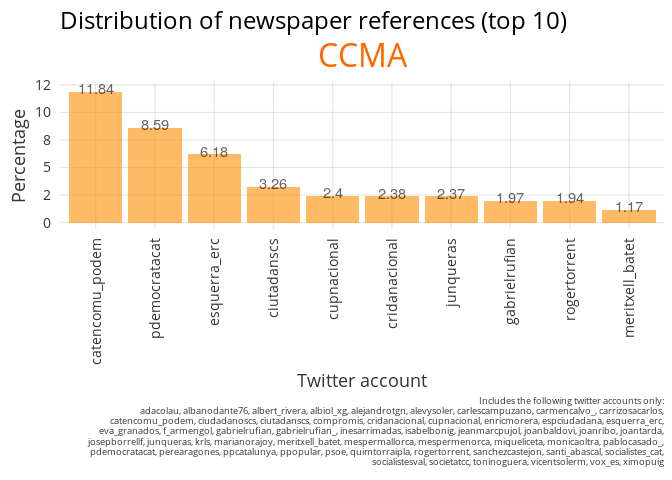 Distribution of newspaper references (top 10)
CCMA
Percentage
12
10
8
5
2
0
11.84
8.59
6.18
3.26
2.4
2.38
2.37
1.97
1.94
1.17
catencomu_podem
pdemocratacat
esquerra_erc
ciutadanscs
cupnacional
cridanacional
junqueras
gabrielrufian
rogertorrent
meritxell_batet
Twitter account
Includes the following twitter accounts only:
adacolau, albanodante76, albert_rivera, albiol_xg, alejandrotgn, alevysoler, carlescampuzano, carmencalvo_, carrizosacarlos,
catencomu_podem, ciudadanoscs, ciutadanscs, compromis, cridanacional, cupnacional, enricmorera, espciudadana, esquerra_erc,
eva_granados, f_armengol, gabrielrufian, gabrielrufian_, inesarrimadas, isabelbonig, jeanmarcpujol, joanbaldovi, joanribo, joantarda,
josepborrellf, junqueras, krls, marianorajoy, meritxell_batet, mespermallorca, mespermenorca, miqueliceta, monicaoltra, pablocasado_,
pdemocratacat, perearagones, ppcatalunya, ppopular, psoe, quimtorraipla, rogertorrent, sanchezcastejon, santi_abascal, socialistes_cat,
socialistesval, societatcc, toninoguera, vicentsolerm, vox_es, ximopuig